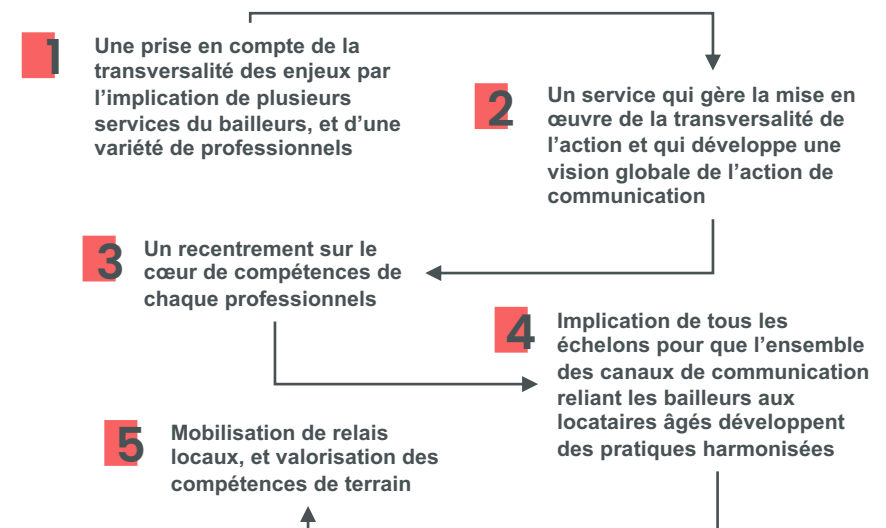 1
Une prise en compte de la
transversalité des enjeux par
l'implication de plusieurs
services du bailleurs, et d'une
variété de professionnels
2
Un service qui gère la mise en
œuvre de la transversalité de
l'action et qui développe une
vision globale de l'action de
communication
3
Un recentrement sur le
cœur de compétences de
chaque professionnels
4
Implication de tous les
échelons pour que l'ensemble
des canaux de communication
reliant les bailleurs aux
locataires âgés développent
des pratiques harmonisées
5
Mobilisation de relais
locaux, et valorisation des
compétences de terrain